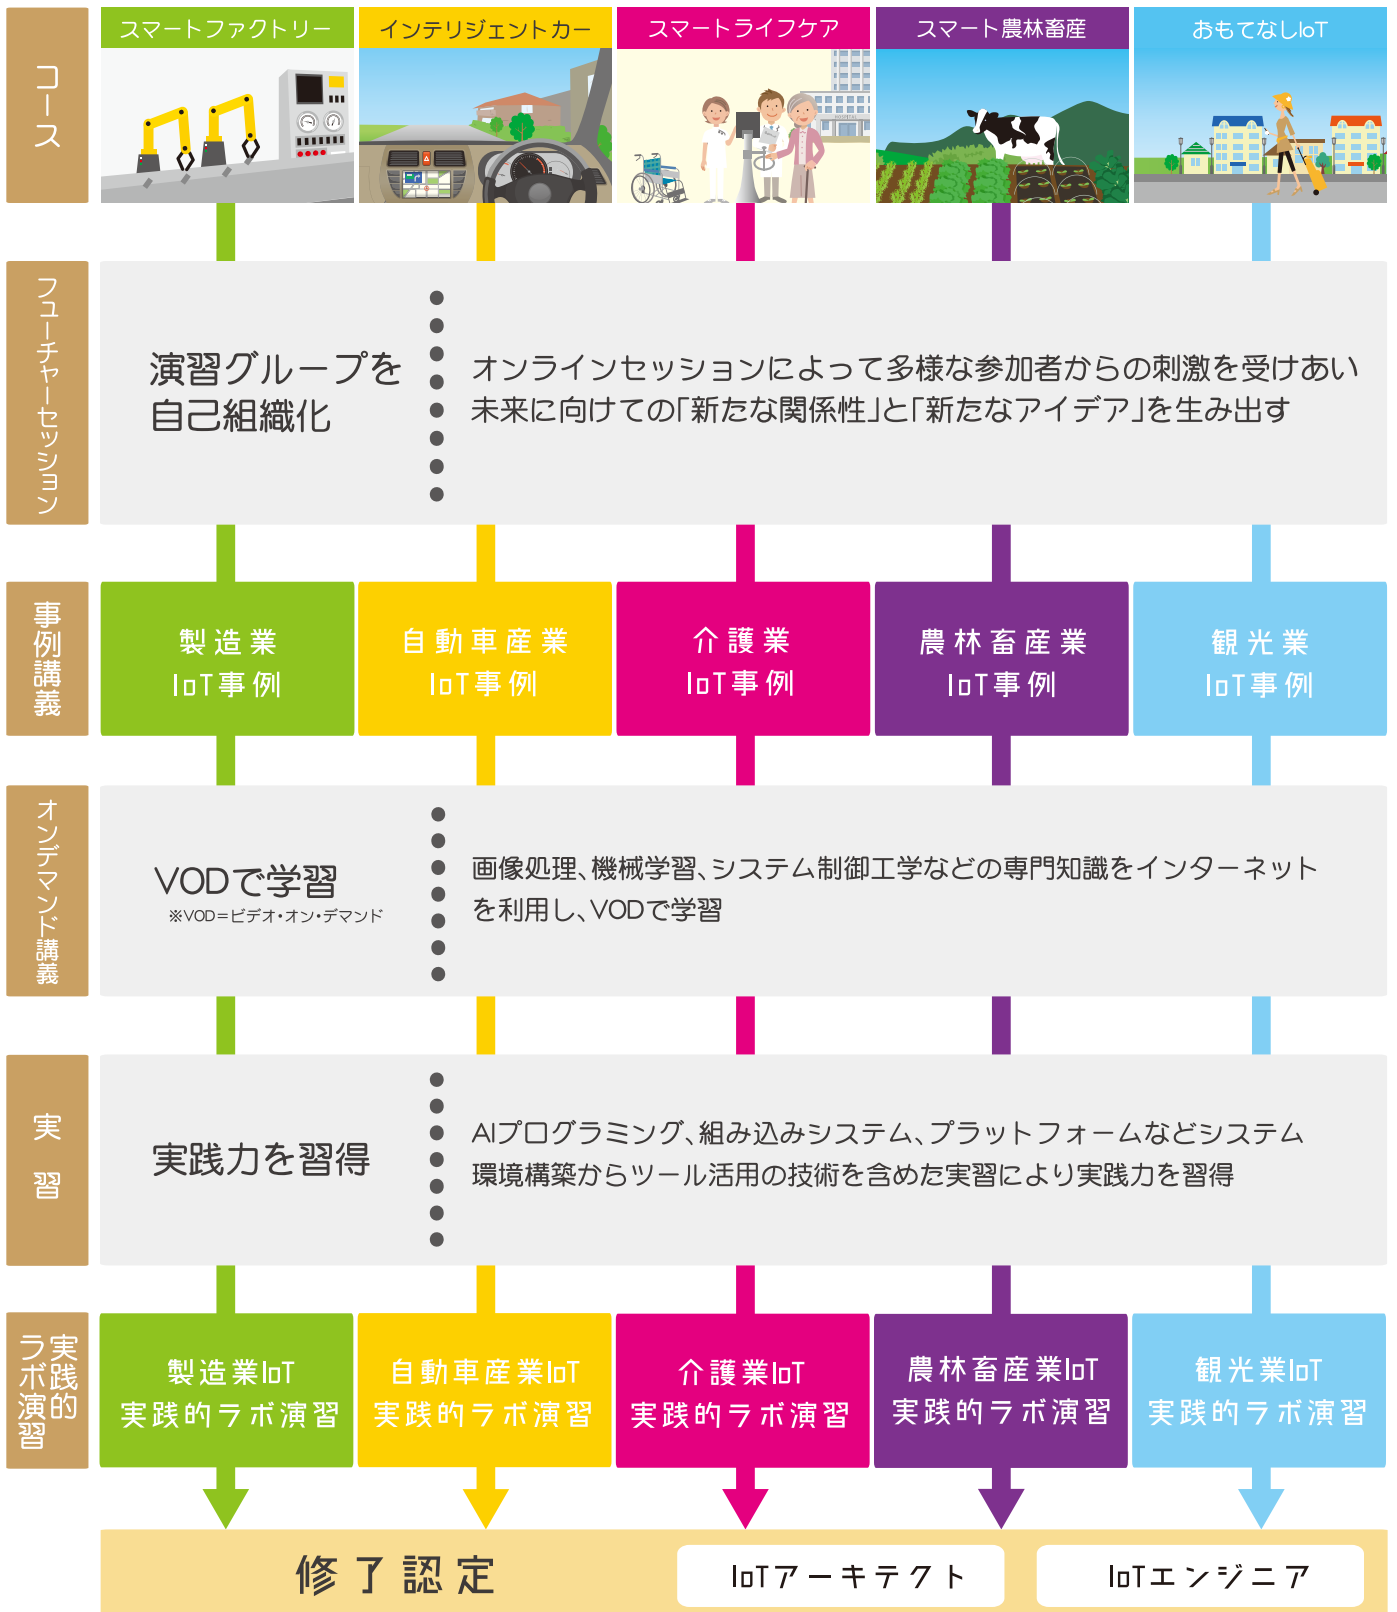 コース
スマートファクトリー
インテリジェントカー
スマートライフケア
スマート農林畜産
おもてなしIoT
フューチャーセッション
演習グループを
自己組織化
オンラインセッションによって多様な参加者からの刺激を受けあい
未来に向けての「新たな関係性」と「新たなアイデア」を生み出す
事例講義
製造業
IoT事例
自動車産業
IoT事例
介護業
IoT事例
農林畜産業
IoT事例
観光業
IoT事例
オンデマンド講義
VODで学習
※VOD=ビデオ・オン・デマンド
画像処理、機械学習、システム制御工学などの専門知識をインターネット
を利用し、VODで学習
実習
実践力を習得
AIプログラミング、組み込みシステム、プラットフォームなどシステム
環境構築からツール活用の技術を含めた実習により実践力を習得
実践的
ラボ演習
製造業IoT
実践的ラボ演習
自動車産業IoT
実践的ラボ演習
介護業IoT
実践的ラボ演習
農林畜産業IoT
実践的ラボ演習
観光業IoT
実践的ラボ演習
修了認定
IoTアーキテクト
IoTエンジニア